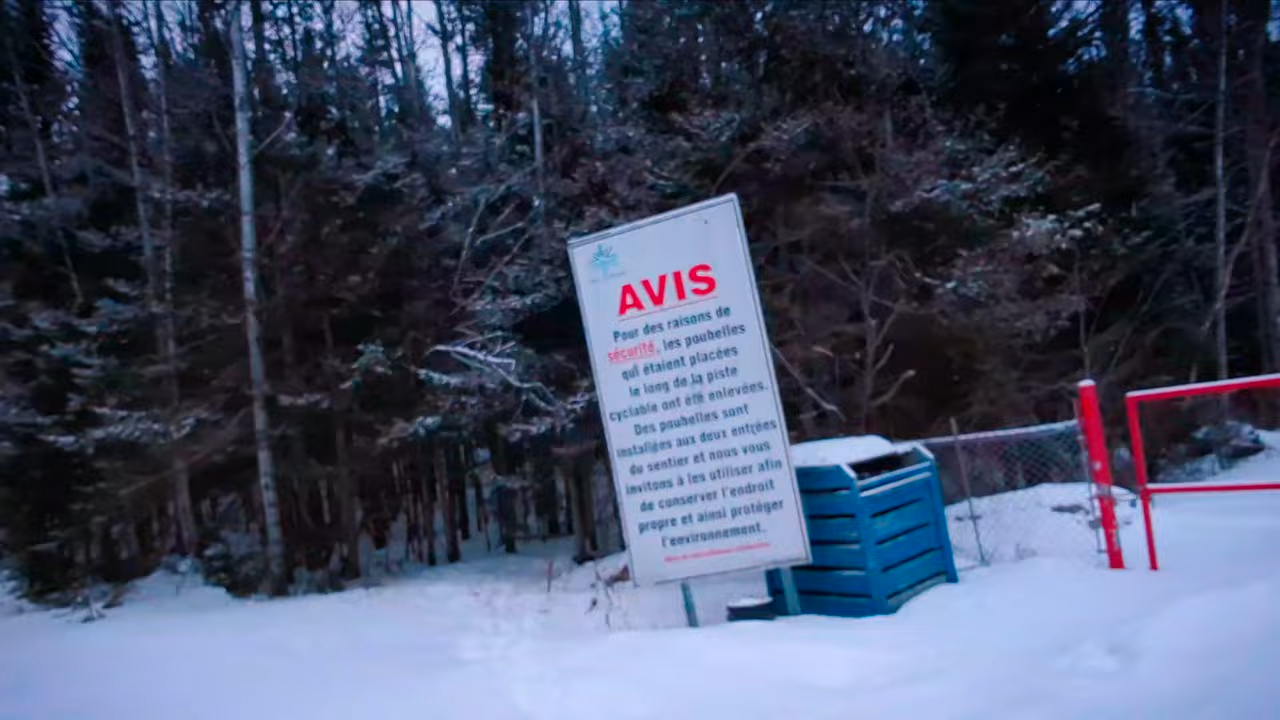 AVIS
Pour des raisons de
sécurité, les poubelles
qui étaient placées
le long de la piste
cyclable ont été enlevées.
Des poubelles sont
installées aux deux entrées
du sentier et nous vous
invitons à les utiliser afin
de conserver l'endroit
propre et ainsi protéger
l'environnement.